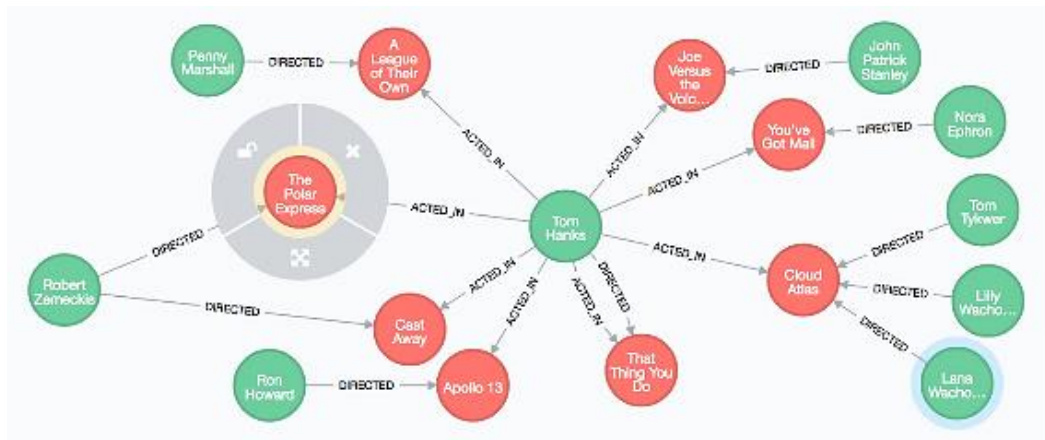 Penny
Marshall
DIRECTED
A
League
of Their
Own
Joe
Versus
the
Volc...
DIRECTED
John
Patrick
Stanley
ACTED_IN
ACTED_IN
You've
Got Mail
DIRECTED
Nora
Ephron
ACTED_IN
The
Polar
Express
ACTED_IN
Tom
Hanks
Tom
Tykwer
DIRECTED
DIRECTED
ACTED_IN
Robert
Zemeckis
ACTED_IN
DIRECTED
Cloud
Atlas
DIRECTED
Lilly
Wacho...
DIRECTED
ACTED_IN
ACTED_IN
Cast
Away
DIRECTED
That
Thing You
Do
Ron
Howard
DIRECTED
Apollo 13
Lana
Wacho...